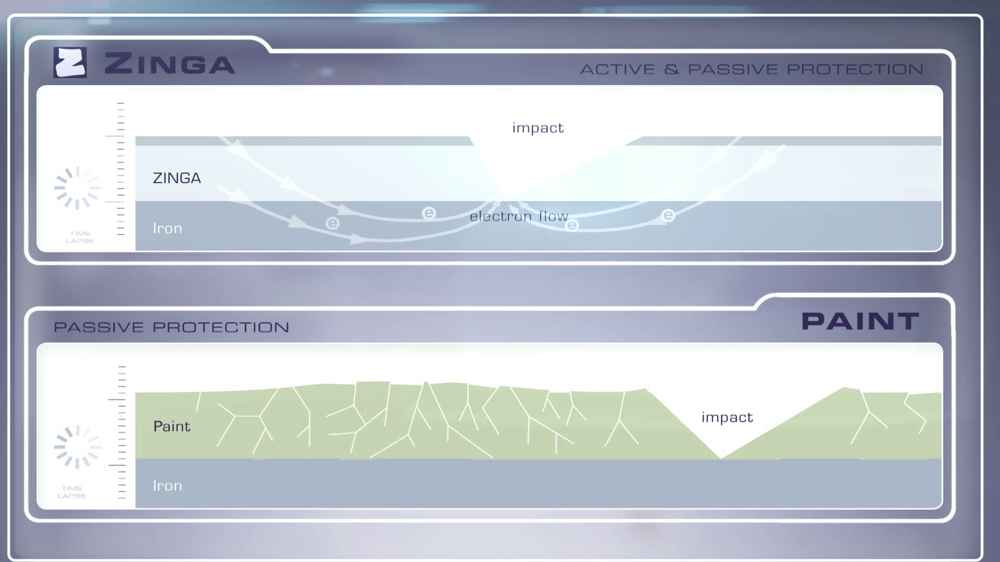 Z ZINGA
ACTIVE & PASSIVE PROTECTION
impact
ZINGA
electron flow
e
e
e
e
Iron
TIME
LAPSE
PASSIVE PROTECTION
PAINT
Paint
impact
Iron
TIME
LAPSE